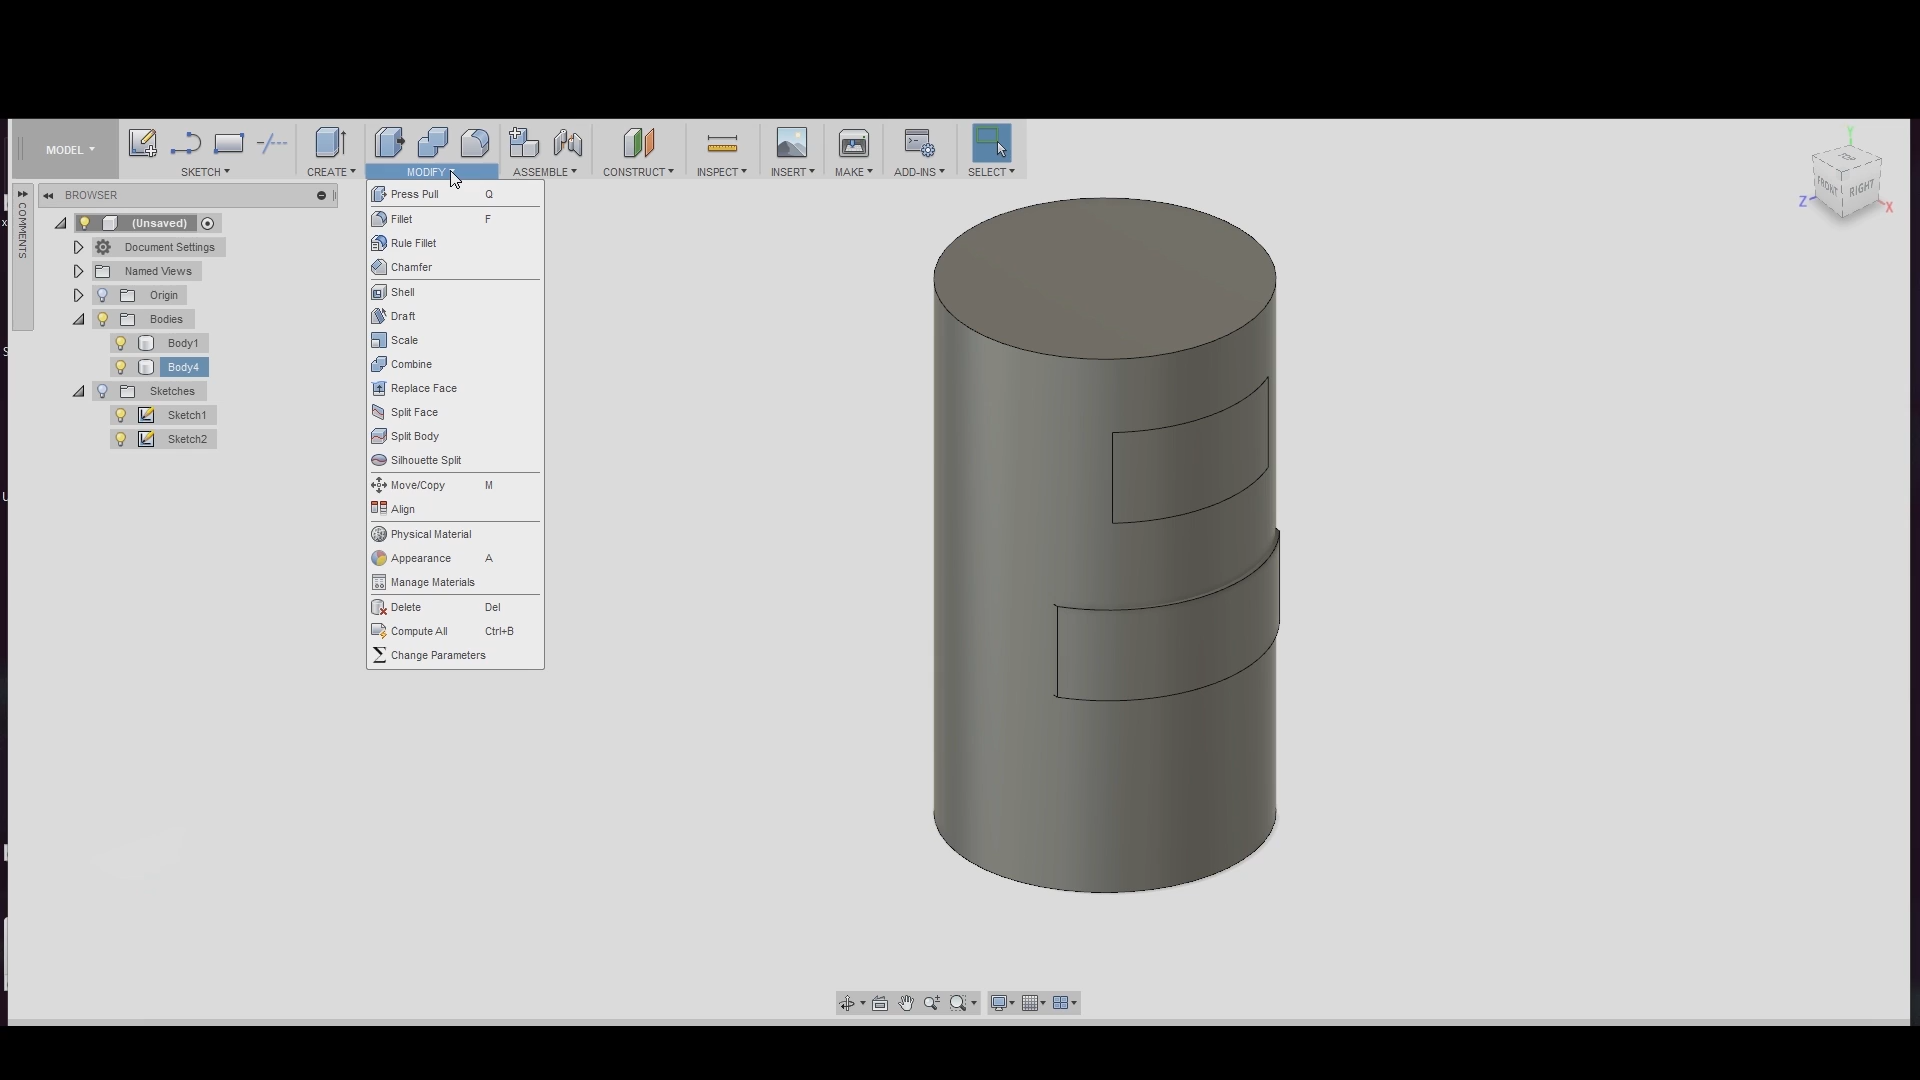 MODEL
SKETCH
CREATE
MODIFY
ASSEMBLE
CONSTRUCT
INSPECT
INSERT
MAKE
ADD-INS
SELECT
COMMENTS
BROWSER
(Unsaved)
Document Settings
Named Views
Origin
Bodies
Body1
Body4
Sketches
Sketch1
Sketch2
Press Pull Q
Fillet F
Rule Fillet
Chamfer
Shell
Draft
Scale
Combine
Replace Face
Split Face
Split Body
Silhouette Split
Move/Copy M
Align
Physical Material
Appearance A
Manage Materials
Delete Del
Compute All Ctrl+B
Change Parameters
Y
TOP
FRONT
RIGHT
Z
X